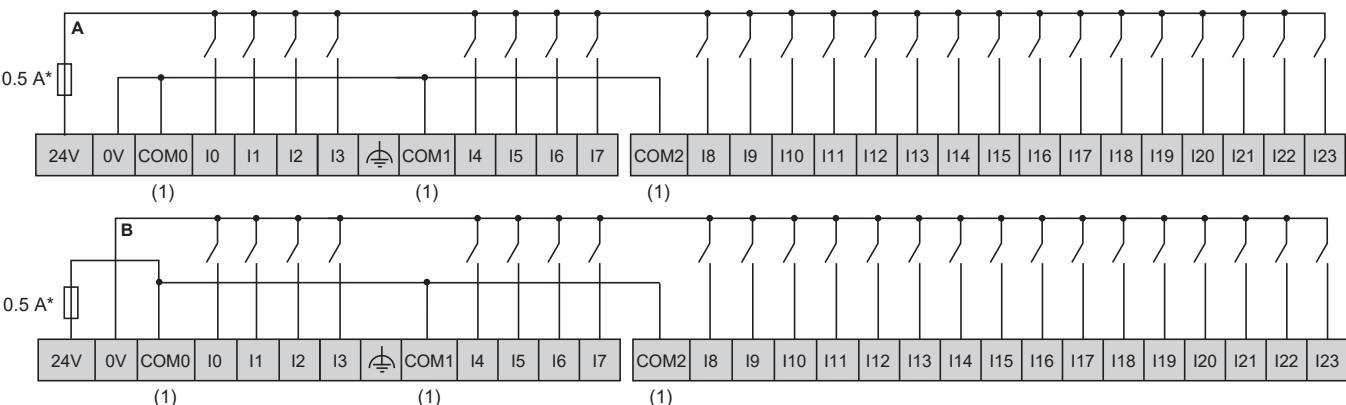 A
0.5 A*
24V 0V COM0 I0 I1 I2 I3 COM1 I4 I5 I6 I7 COM2 I8 I9 I10 I11 I12 I13 I14 I15 I16 I17 I18 I19 I20 I21 I22 I23
(1) (1) (1)
B
0.5 A*
24V 0V COM0 I0 I1 I2 I3 COM1 I4 I5 I6 I7 COM2 I8 I9 I10 I11 I12 I13 I14 I15 I16 I17 I18 I19 I20 I21 I22 I23
(1) (1) (1)